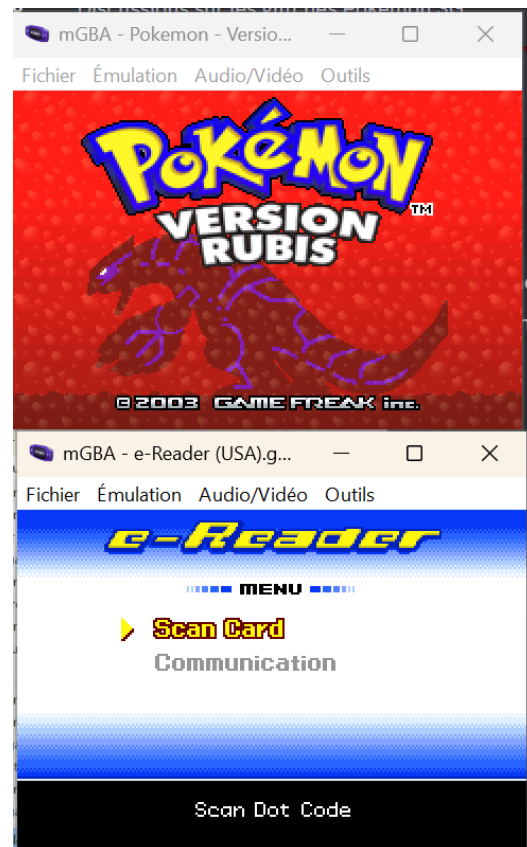 mGBA - Pokemon - Versio...
Fichier Émulation Audio/Vidéo Outils
POKéMON
TM
VERSION
RUBIS
©2003 GAME FREAK inc.
mGBA - e-Reader (USA).g...
Fichier Émulation Audio/Vidéo Outils
e-Reader
MENU
Scan Card
Communication
Scan Dot Code